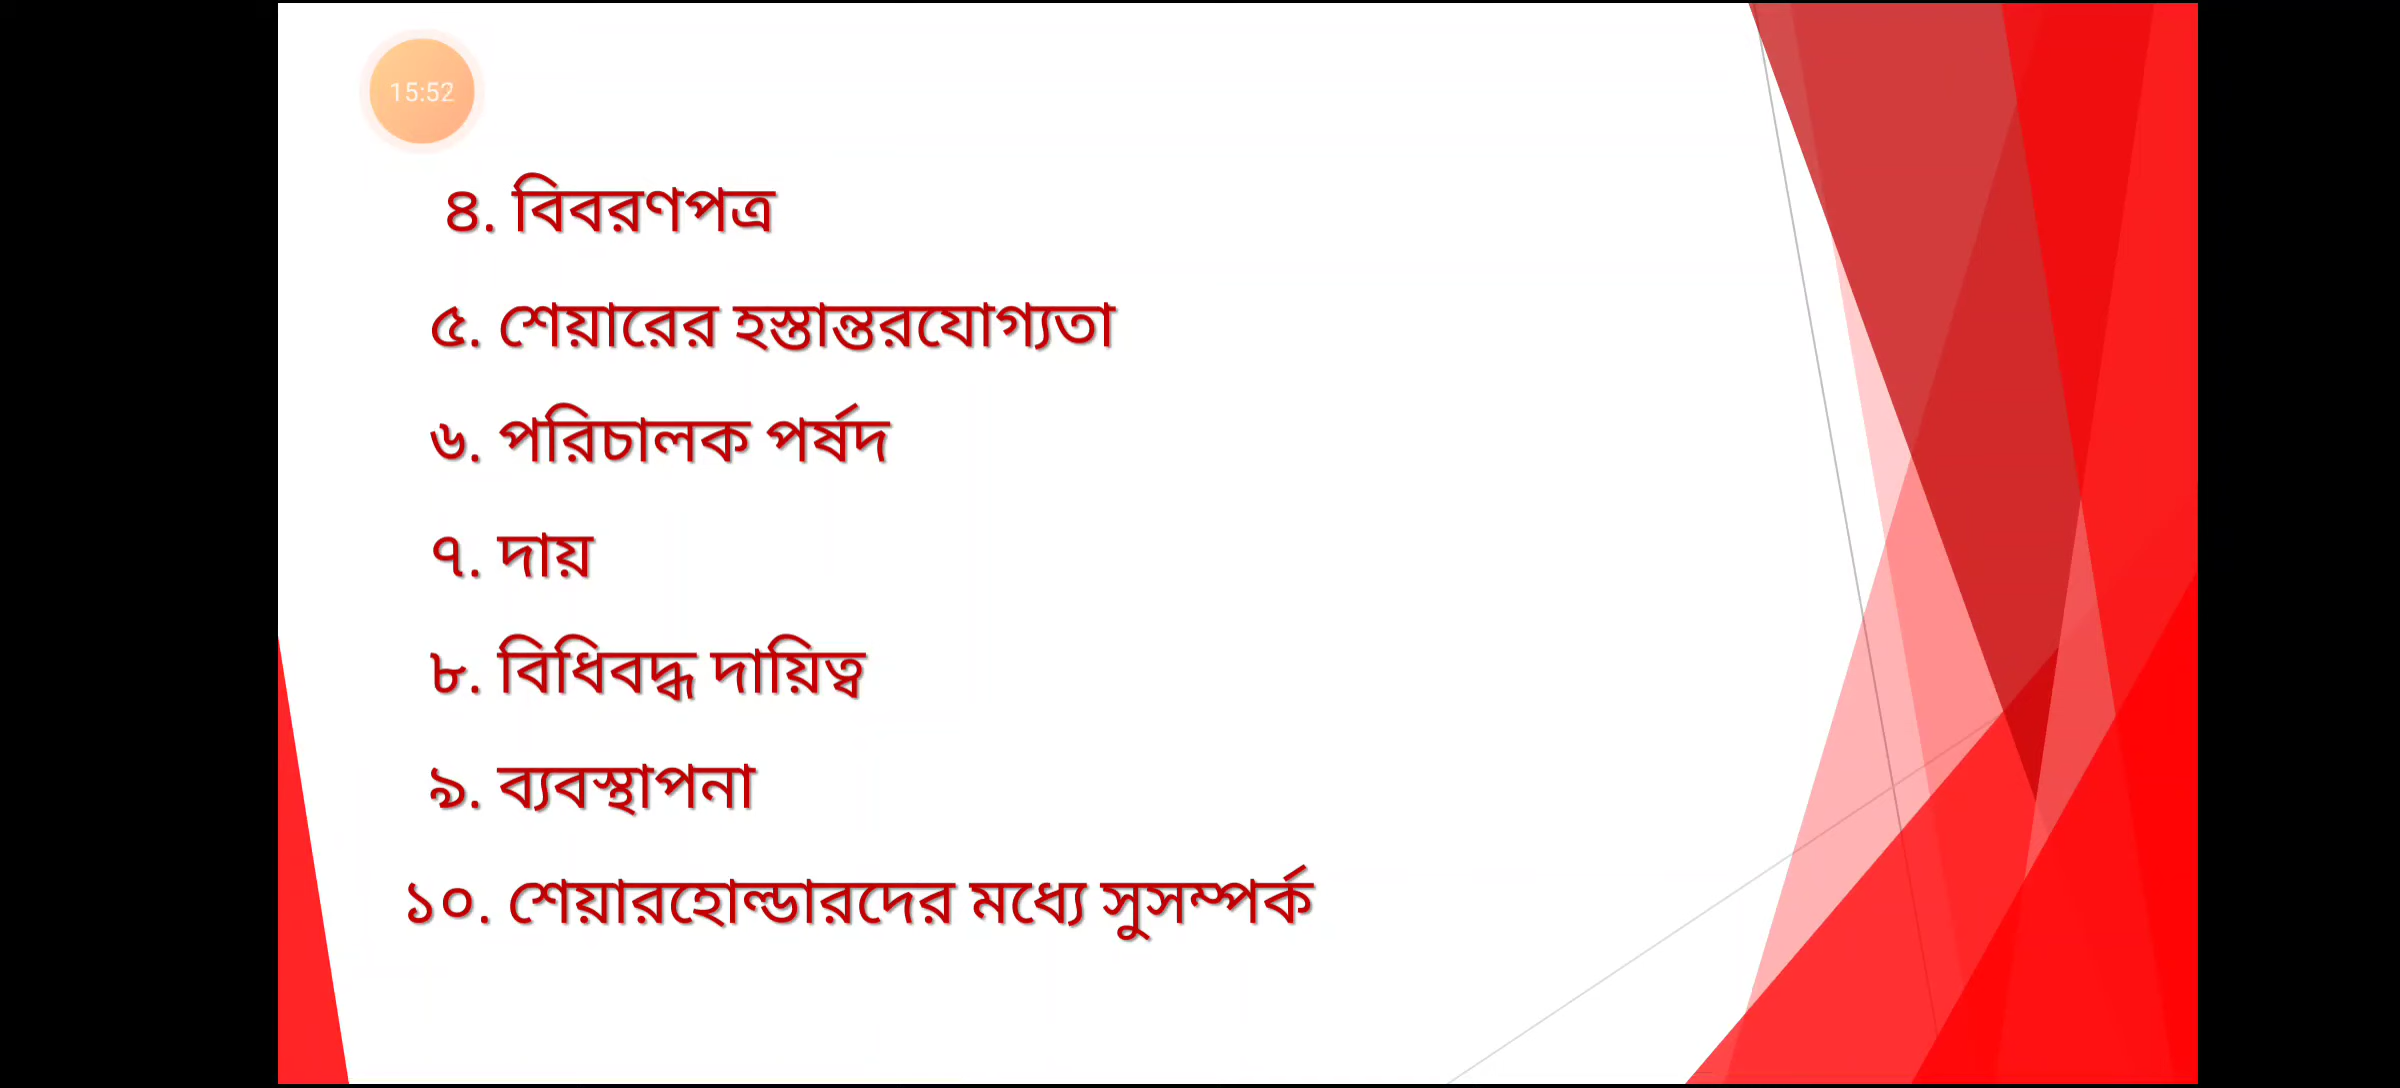 15:52
৪. বিবরণপত্র
৫. শেয়ারের হস্তান্তরযোগ্যতা
৬. পরিচালক পর্ষদ
৭. দায়
৮. বিধিবদ্ধ দায়িত্ব
৯. ব্যবস্থাপনা
১০. শেয়ারহোল্ডারদের মধ্যে সুসম্পর্ক